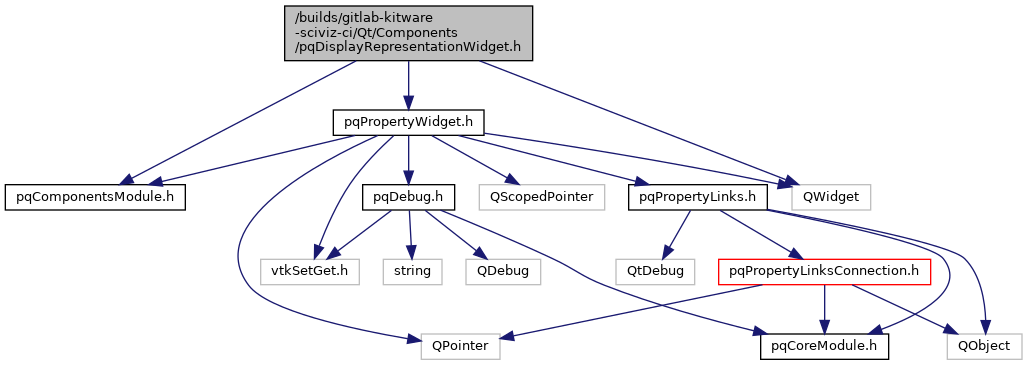 /builds/gitlab-kitware
-sciviz-ci/Qt/Components
/pqDisplayRepresentationWidget.h
pqPropertyWidget.h
pqComponentsModule.h
pqDebug.h
QScopedPointer
pqPropertyLinks.h
QWidget
vtkSetGet.h
string
QDebug
QtDebug
pqPropertyLinksConnection.h
QPointer
pqCoreModule.h
QObject